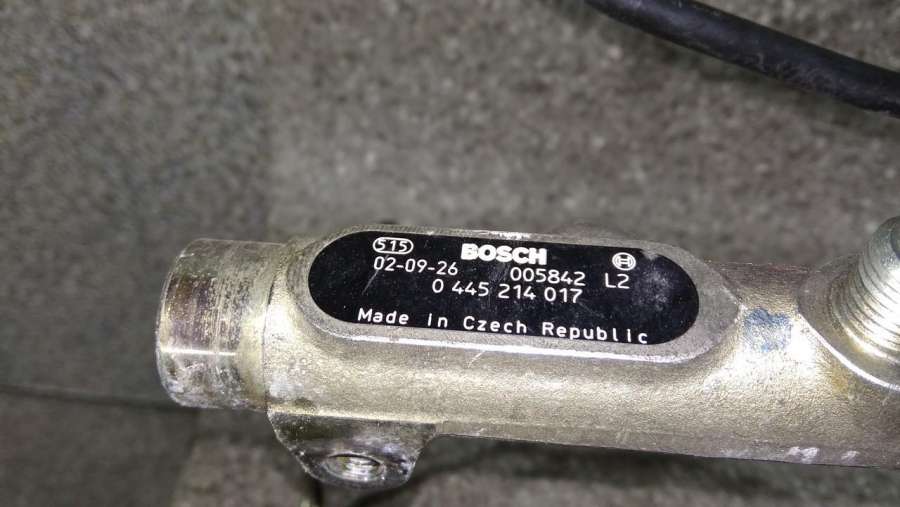 515 BOSCH
02-09-26 005842 L2
0 445 214 017
Made in Czech Republic